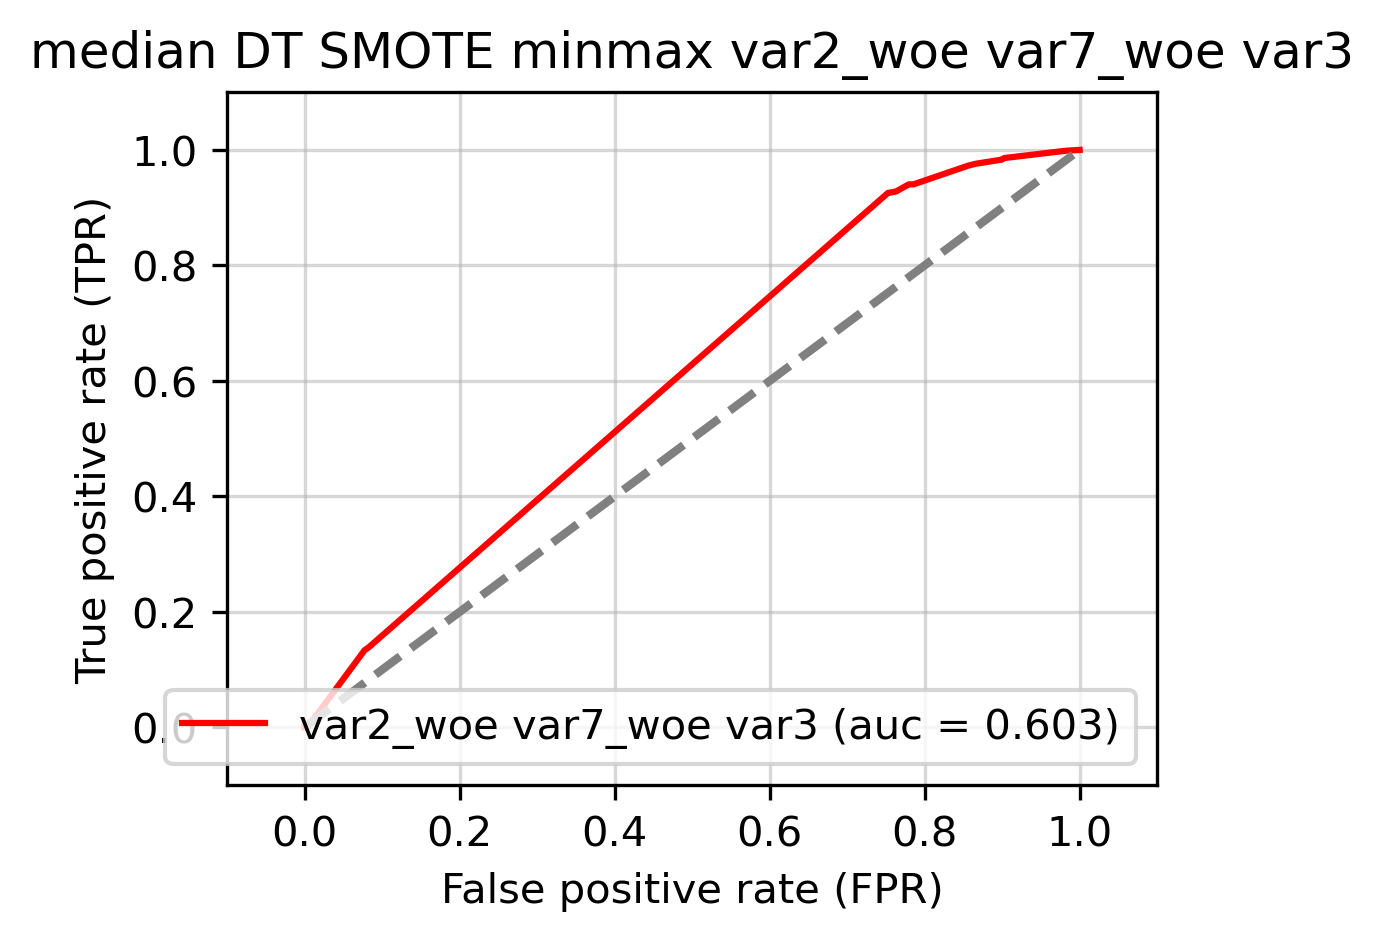 median DT SMOTE minmax var2_woe var7_woe var3
True positive rate (TPR)
1.0
0.8
0.6
0.4
0.2
0.0
var2_woe var7_woe var3 (auc = 0.603)
0.0 0.2 0.4 0.6 0.8 1.0
False positive rate (FPR)